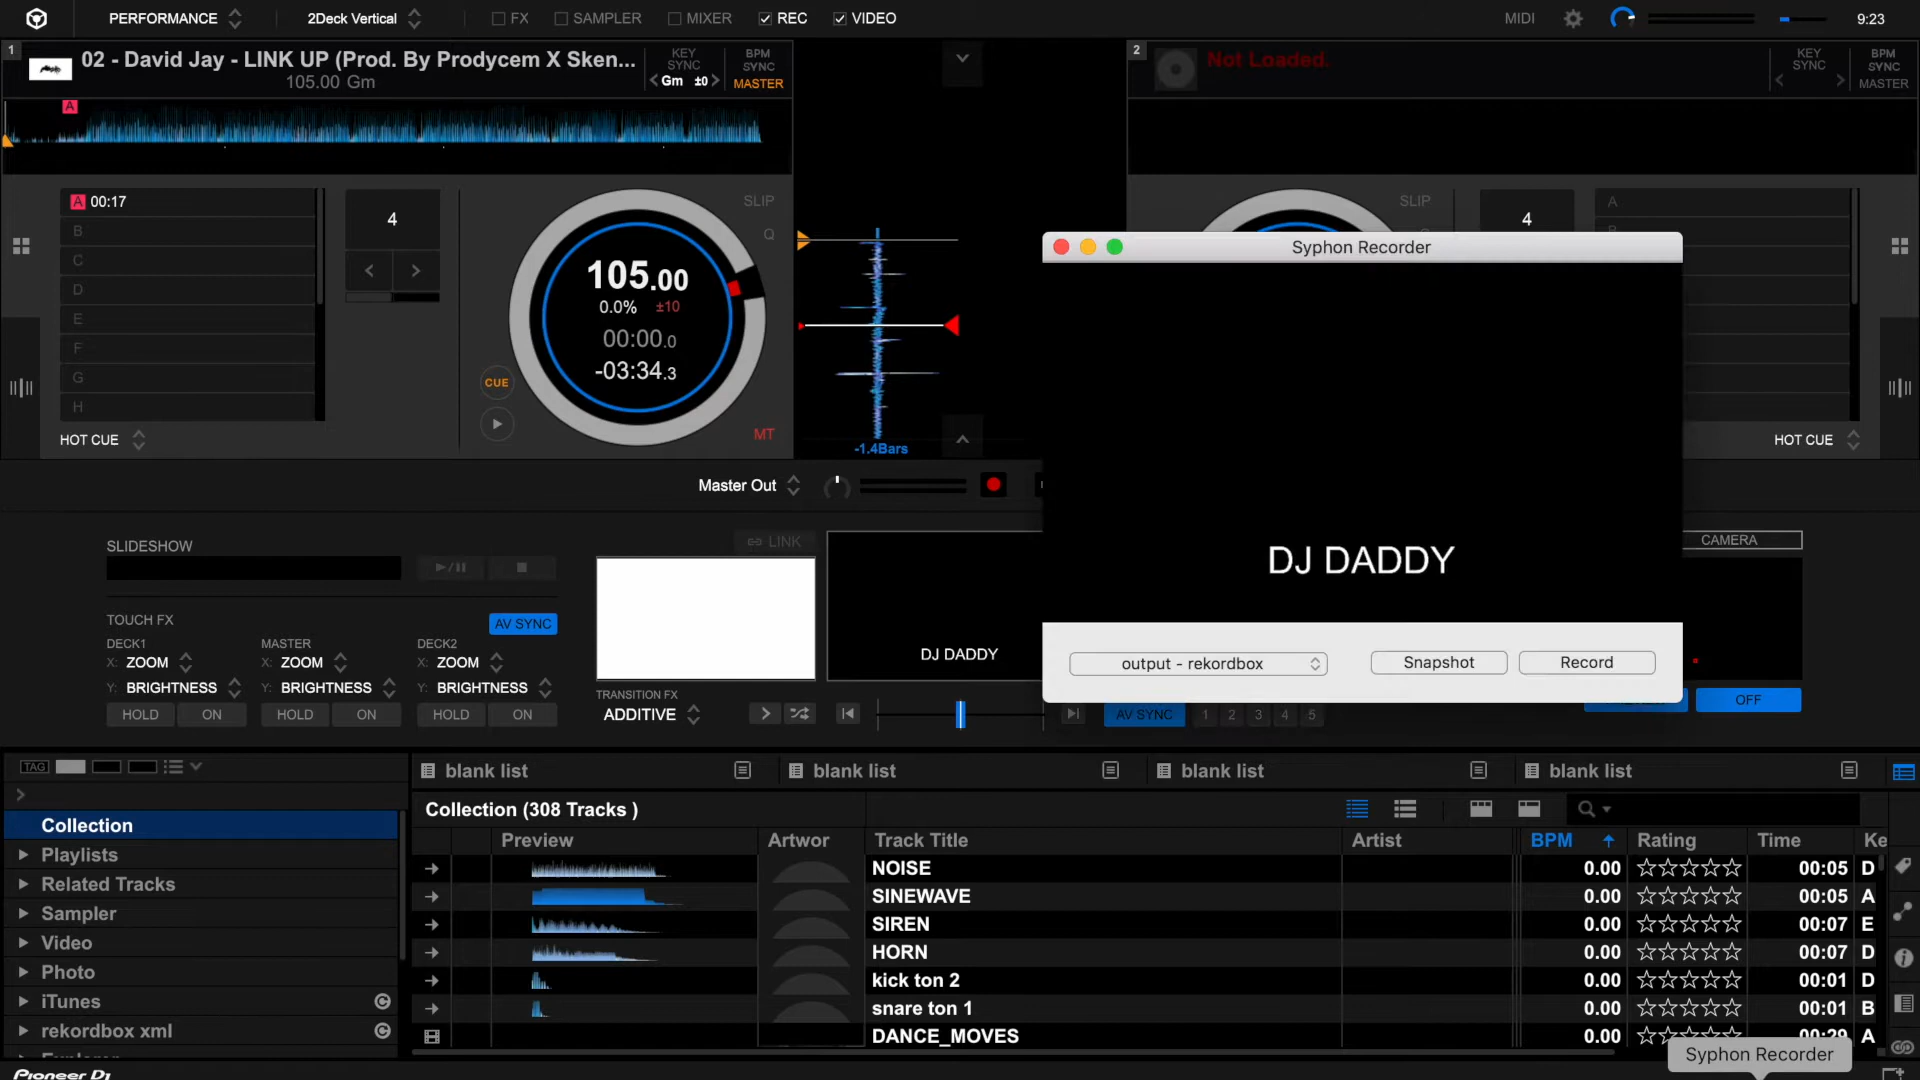 PERFORMANCE 2Deck Vertical FX SAMPLER MIXER REC VIDEO MIDI 9:23
1 02 - David Jay - LINK UP (Prod. By Prodycem X Sken... KEY SYNC BPM SYNC
105.00 Gm Gm ±0 MASTER
2 Not Loaded. KEY SYNC BPM SYNC MASTER
A
A 00:17
B
C
D
E
F
G
H
HOT CUE
4
SLIP
Q
105.00
0.0% ±10
00:00.0
-03:34.3
CUE
MT
-1.4Bars
SLIP
4
A
HOT CUE
Syphon Recorder
DJ DADDY
output - rekordbox Snapshot Record
Master Out
SLIDESHOW
LINK
CAMERA
TOUCH FX
AV SYNC
DECK1 MASTER DECK2
X: ZOOM X: ZOOM X: ZOOM
Y: BRIGHTNESS Y: BRIGHTNESS Y: BRIGHTNESS
HOLD ON HOLD ON HOLD ON
DJ DADDY
TRANSITION FX
ADDITIVE
AV SYNC 1 2 3 4 5
OFF
TAG
blank list blank list blank list blank list
Collection
Playlists
Related Tracks
Sampler
Video
Photo
iTunes
rekordbox xml
Collection (308 Tracks )
Preview Artwor Track Title Artist BPM Rating Time Ke
NOISE 0.00 00:05 D
SINEWAVE 0.00 00:05 A
SIREN 0.00 00:07 E
HORN 0.00 00:07 D
kick ton 2 0.00 00:01 D
snare ton 1 0.00 00:01 B
DANCE_MOVES 0.00 00:29 A
Syphon Recorder
Pioneer DJ